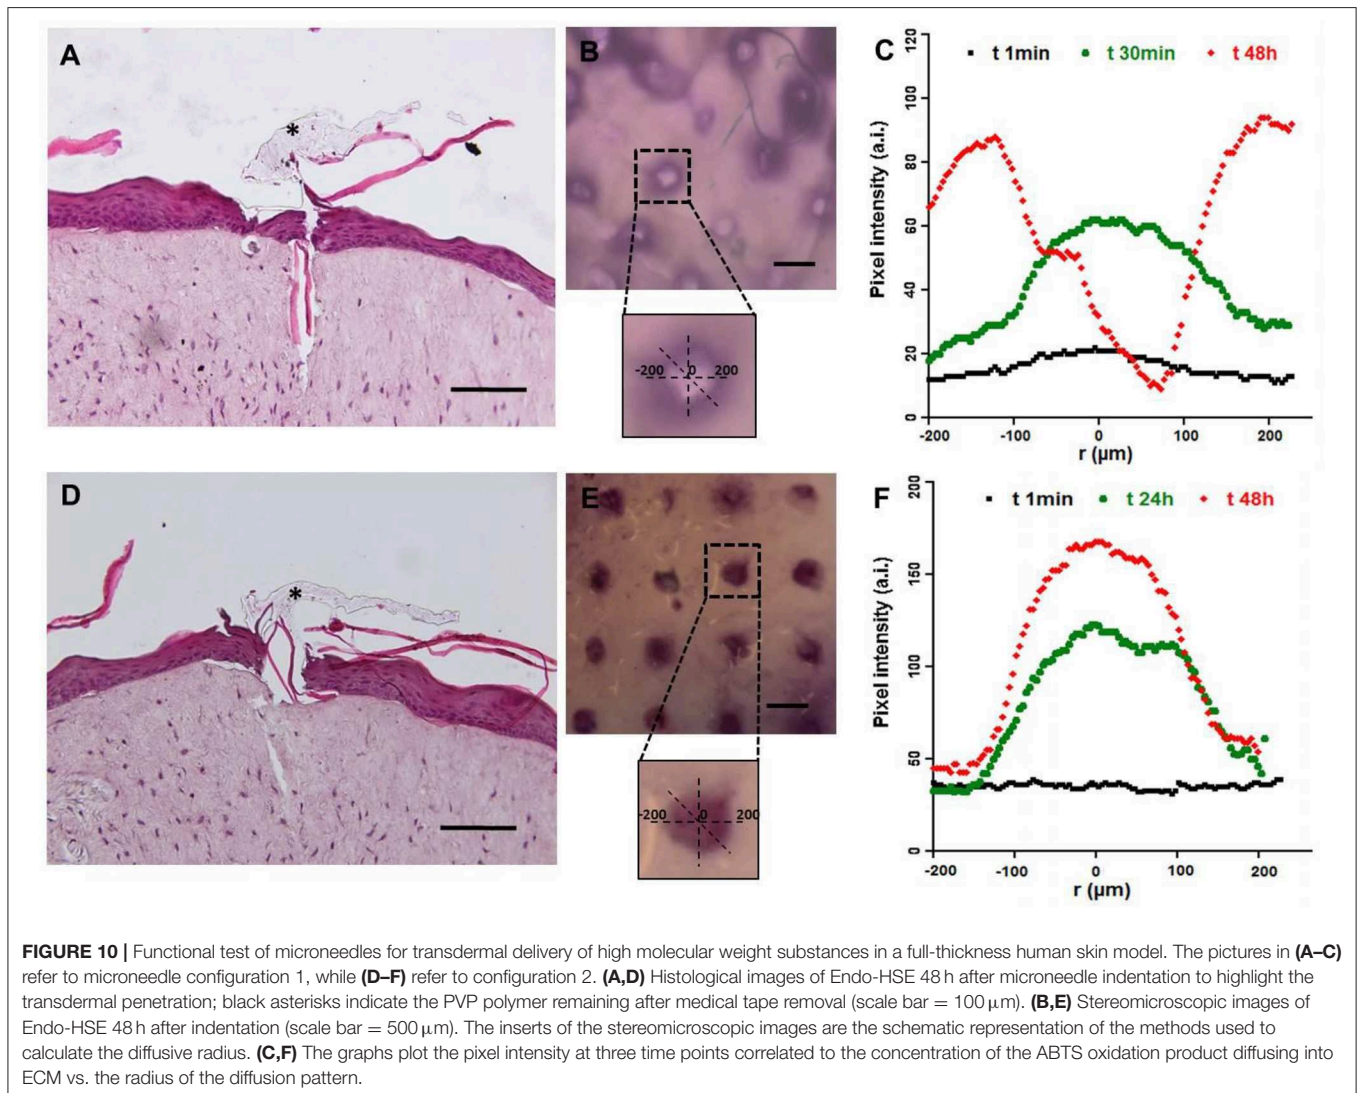 A
*
B
-200 0 200
C
t 1min t 30min t 48h
Pixel intensity (a.i.)
120
100
80
60
40
20
0
-200 -100 0 100 200
r (µm)
D
*
E
-200 0 200
F
t 1min t 24h t 48h
Pixel intensity (a.i.)
200
150
100
50
0
-200 -100 0 100 200
r (µm)
FIGURE 10 | Functional test of microneedles for transdermal delivery of high molecular weight substances in a full-thickness human skin model. The pictures in (A–C)
refer to microneedle configuration 1, while (D–F) refer to configuration 2. (A,D) Histological images of Endo-HSE 48 h after microneedle indentation to highlight the
transdermal penetration; black asterisks indicate the PVP polymer remaining after medical tape removal (scale bar = 100 µm). (B,E) Stereomicroscopic images of
Endo-HSE 48 h after indentation (scale bar = 500 µm). The inserts of the stereomicroscopic images are the schematic representation of the methods used to
calculate the diffusive radius. (C,F) The graphs plot the pixel intensity at three time points correlated to the concentration of the ABTS oxidation product diffusing into
ECM vs. the radius of the diffusion pattern.